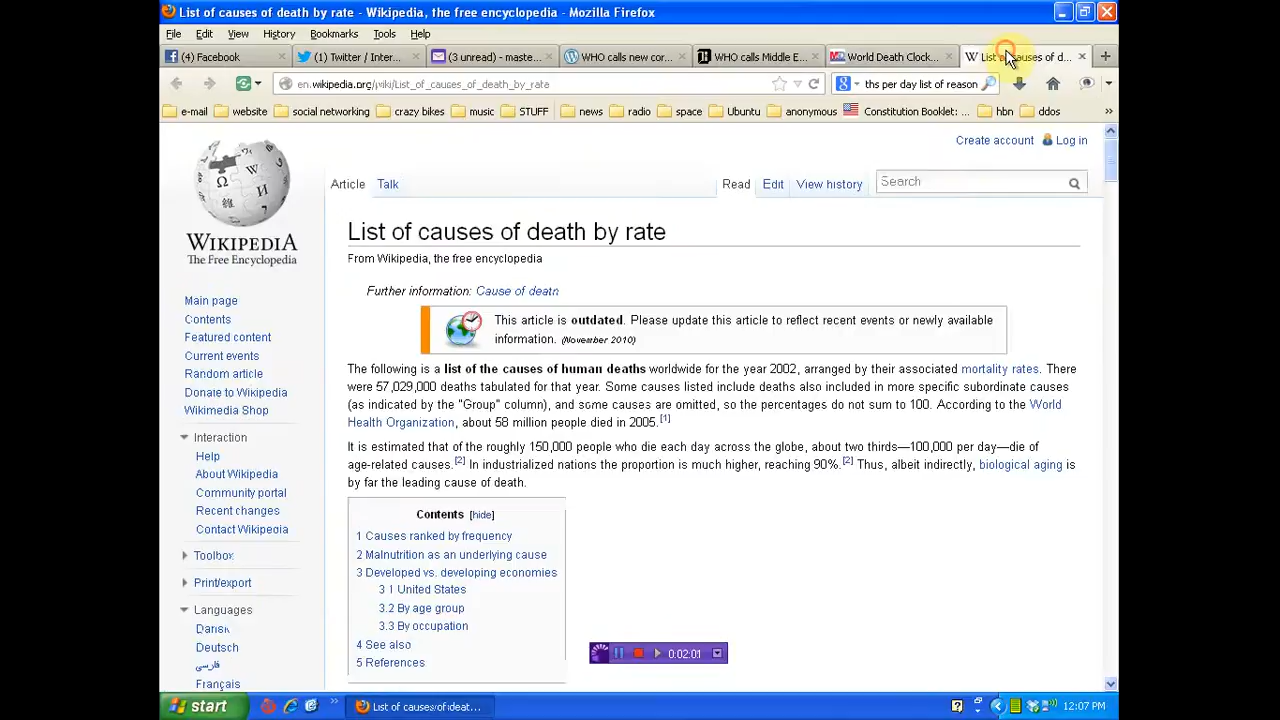 List of causes of death by rate - Wikipedia, the free encyclopedia - Mozilla Firefox
File Edit View History Bookmarks Tools Help
(4) Facebook (1) Twitter / Inter... (3 unread) - maste... WHO calls new cor... WHO calls Middle E... World Death Clock... List of causes of d...
en.wikipedia.org/wiki/List_of_causes_of_death_by_rate ths per day list of reason
e-mail website social networking crazy bikes music STUFF news radio space Ubuntu anonymous Constitution Booklet: ... hbn ddos »
Create account Log in
Article Talk Read Edit View history Search
WIKIPEDIA
The Free Encyclopedia
List of causes of death by rate
From Wikipedia, the free encyclopedia
Further information: Cause of death
This article is outdated. Please update this article to reflect recent events or newly available
information. (November 2010)
The following is a list of the causes of human deaths worldwide for the year 2002, arranged by their associated mortality rates. There
were 57,029,000 deaths tabulated for that year. Some causes listed include deaths also included in more specific subordinate causes
(as indicated by the "Group" column), and some causes are omitted, so the percentages do not sum to 100. According to the World
Health Organization, about 58 million people died in 2005.[1]
It is estimated that of the roughly 150,000 people who die each day across the globe, about two thirds—100,000 per day—die of
age-related causes.[2] In industrialized nations the proportion is much higher, reaching 90%.[2] Thus, albeit indirectly, biological aging is
by far the leading cause of death.
Contents [hide]
1 Causes ranked by frequency
2 Malnutrition as an underlying cause
3 Developed vs. developing economies
3.1 United States
3.2 By age group
3.3 By occupation
4 See also
5 References
Main page
Contents
Featured content
Current events
Random article
Donate to Wikipedia
Wikimedia Shop
Interaction
Help
About Wikipedia
Community portal
Recent changes
Contact Wikipedia
Toolbox
Print/export
Languages
Dansk
Deutsch
فارسی
Français
0:02:01
start List of causes of deat... 12:07 PM